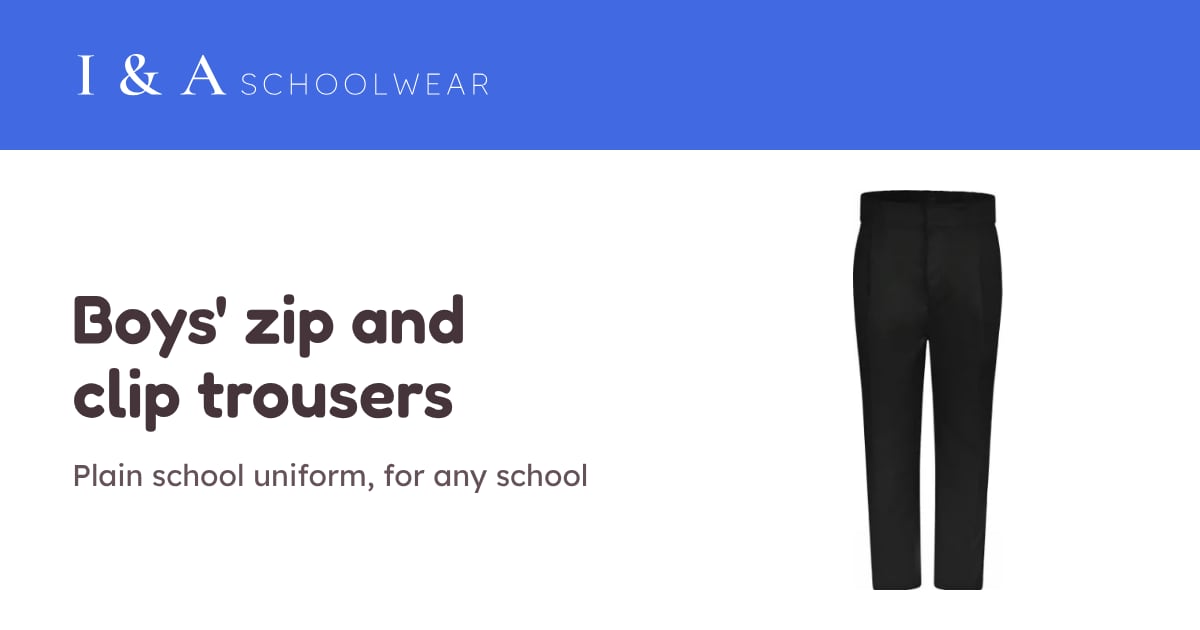 I & A SCHOOLWEAR
Boys' zip and
clip trousers
Plain school uniform, for any school